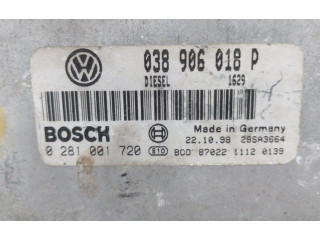 038 906 018 P
DIESEL 1629
BOSCH Made in Germany
22.10.98 28SA3664
0 281 001 720 BCO 87022 1112 0139